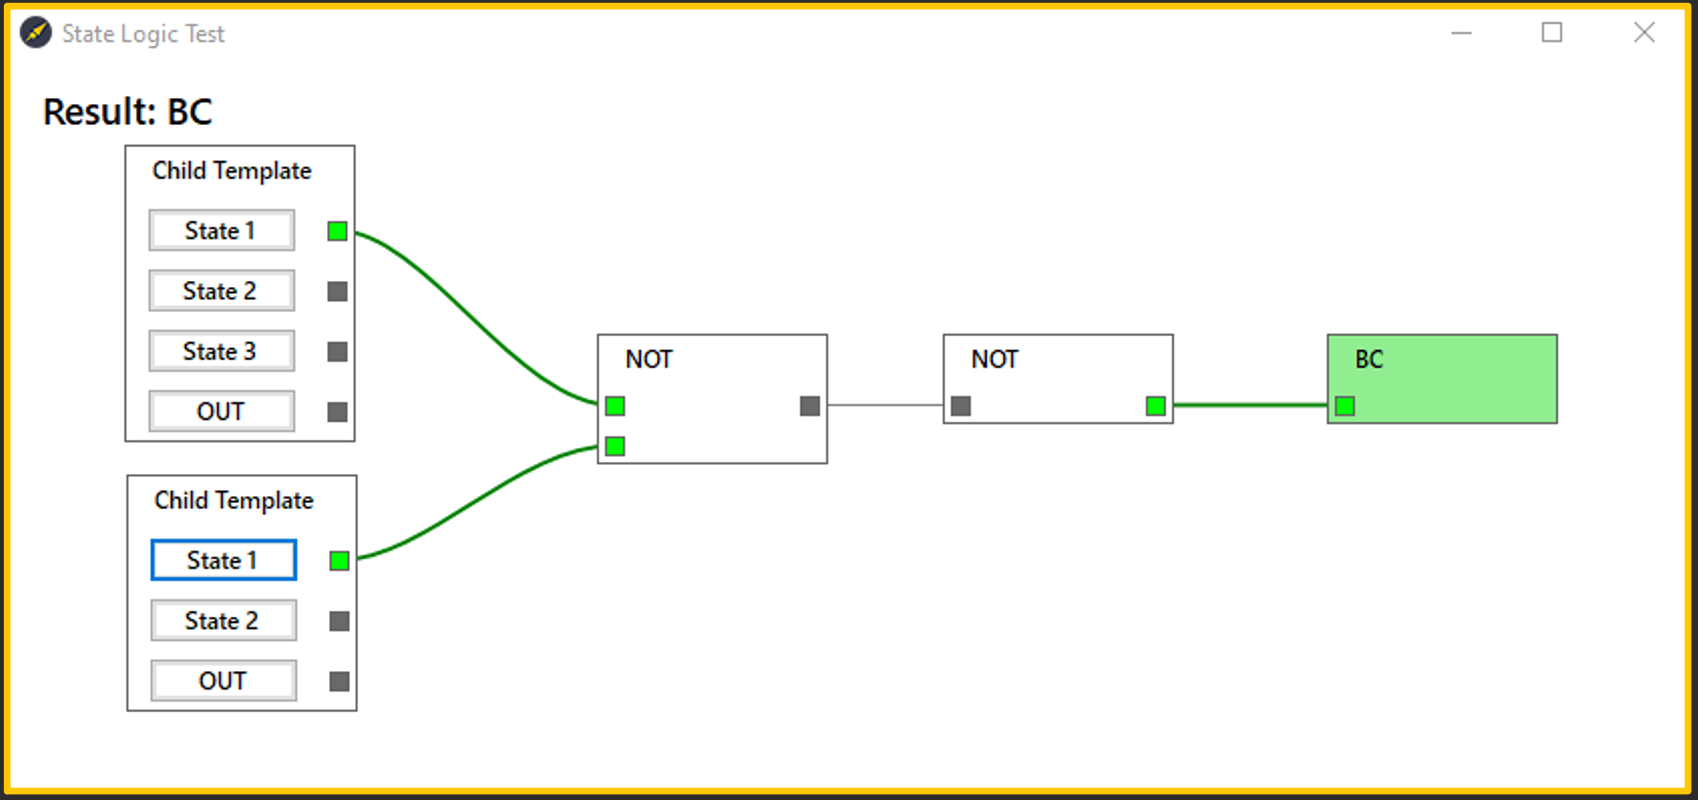 State Logic Test
Result: BC
Child Template
State 1
State 2
State 3
OUT
Child Template
State 1
State 2
OUT
NOT
NOT
BC